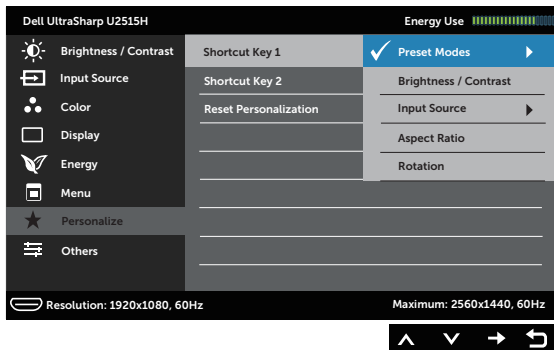 Dell UltraSharp U2515H
Energy Use
Brightness / Contrast
Shortcut Key 1
Preset Modes
Input Source
Shortcut Key 2
Brightness / Contrast
Color
Reset Personalization
Input Source
Display
Aspect Ratio
Energy
Rotation
Menu
Personalize
Others
Resolution: 1920x1080, 60Hz
Maximum: 2560x1440, 60Hz